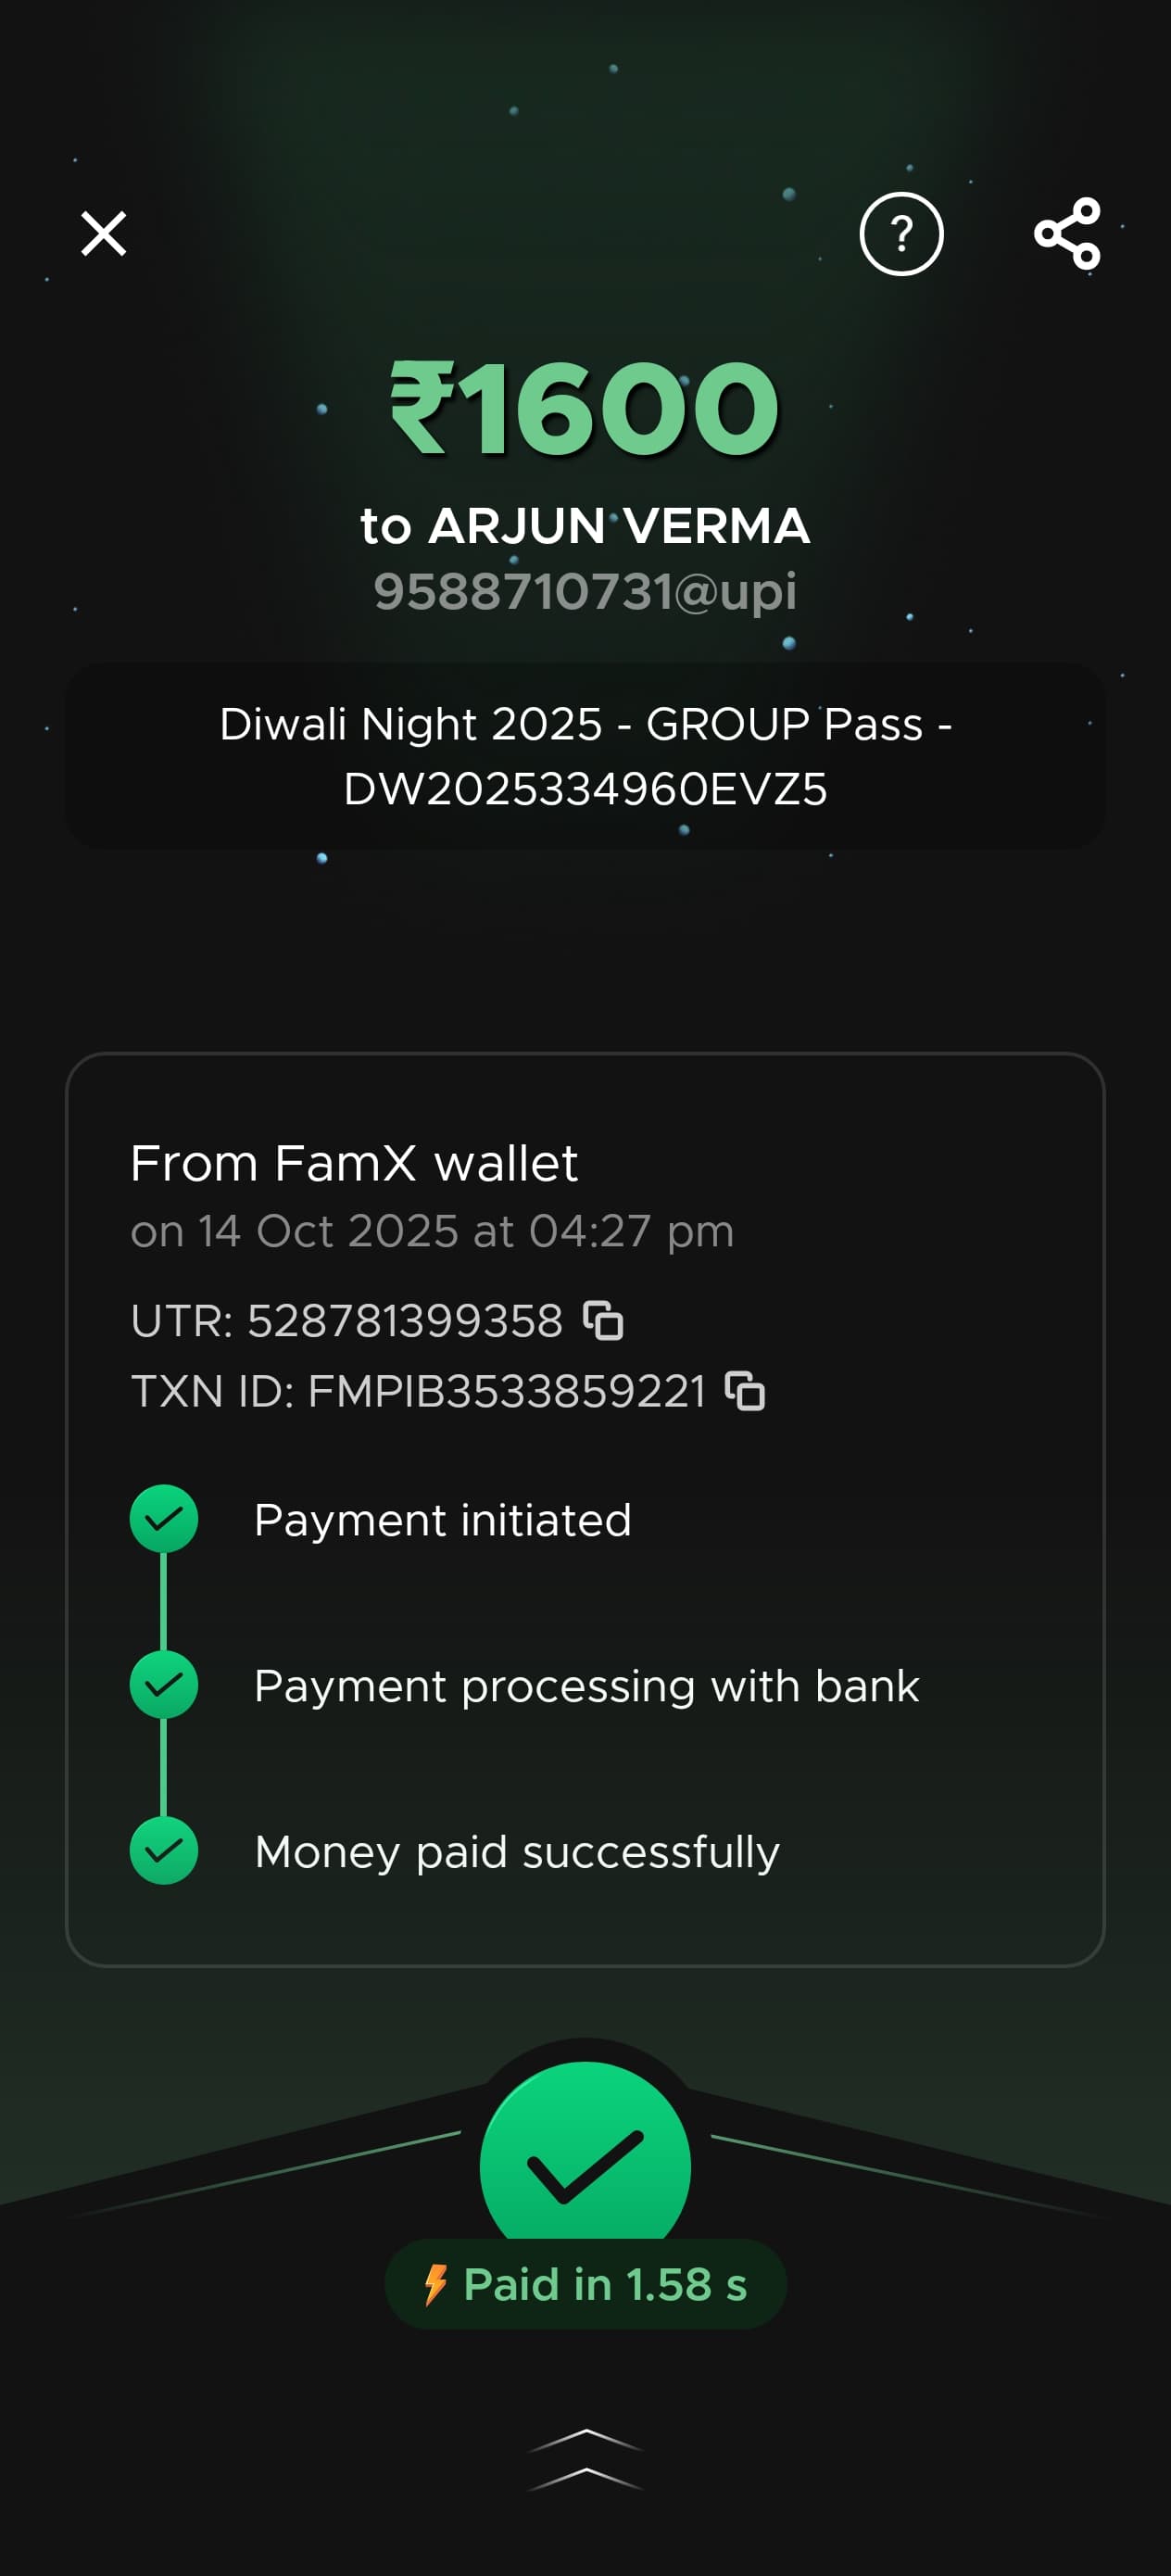 ?
₹1600
to ARJUN VERMA
9588710731@upi
Diwali Night 2025 - GROUP Pass -
DW2025334960EVZ5
From FamX wallet
on 14 Oct 2025 at 04:27 pm
UTR: 528781399358
TXN ID: FMPIB3533859221
Payment initiated
Payment processing with bank
Money paid successfully
⚡Paid in 1.58 s